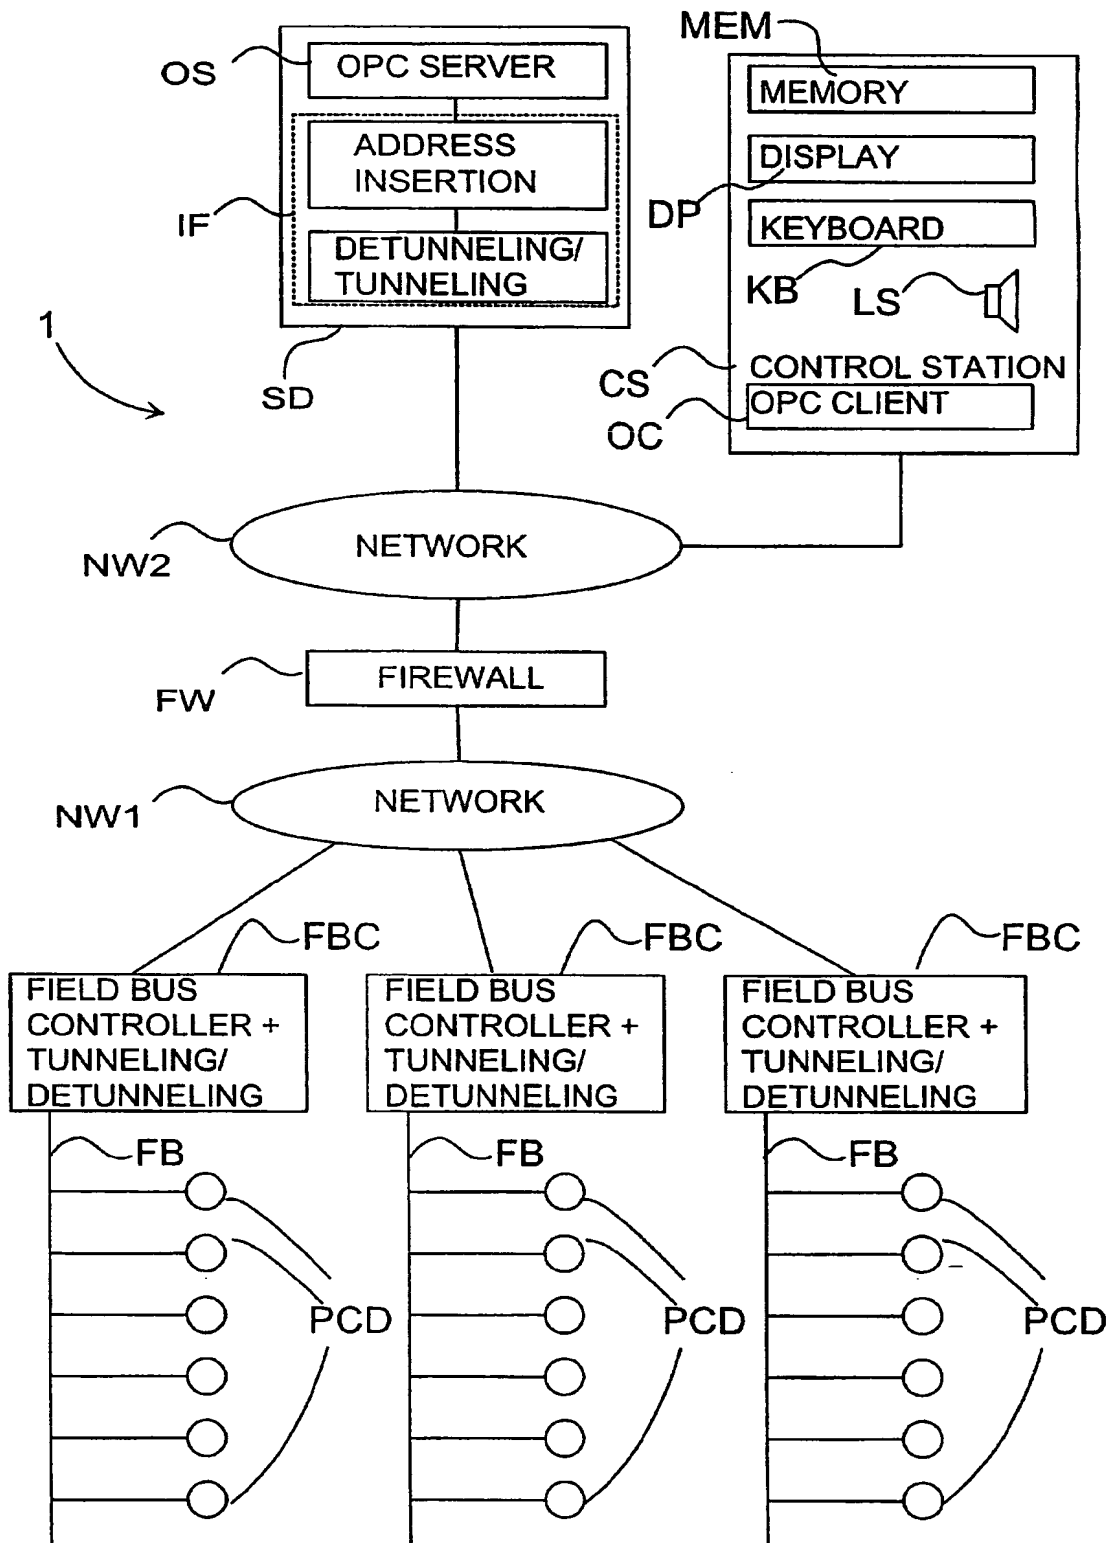 MEM
OS
OPC SERVER
MEMORY
ADDRESS
INSERTION
DISPLAY
IF
DP
KEYBOARD
DETUNNELING/
TUNNELING
KB
LS
1
SD
CS
CONTROL STATION
OPC CLIENT
OC
NETWORK
NW2
FIREWALL
FW
NETWORK
NW1
FBC
FBC
FBC
FIELD BUS
CONTROLLER +
TUNNELING/
DETUNNELING
FIELD BUS
CONTROLLER +
TUNNELING/
DETUNNELING
FIELD BUS
CONTROLLER +
TUNNELING/
DETUNNELING
FB
FB
FB
PCD
PCD
PCD